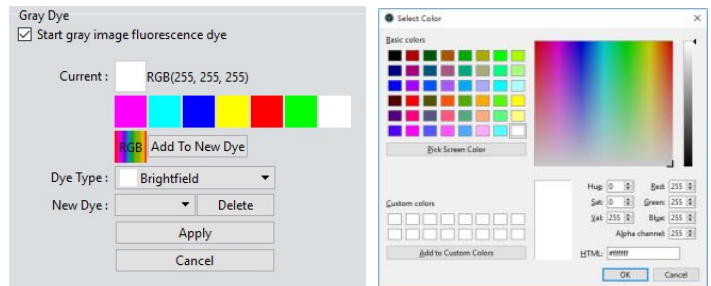 Gray Dye
Start gray image fluorescence dye
Current :
RGB(255, 255, 255)
RGB
Add To New Dye
Dye Type :
Brightfield
New Dye :
Delete
Apply
Cancel
Select Color
Basic colors
Pick Screen Color
Custom colors
Add to Custom Colors
Hue: 0
Red: 255
Sat: 0
Green: 255
Val: 255
Blue: 255
Alpha channel: 255
HTML: #ffffff
OK
Cancel